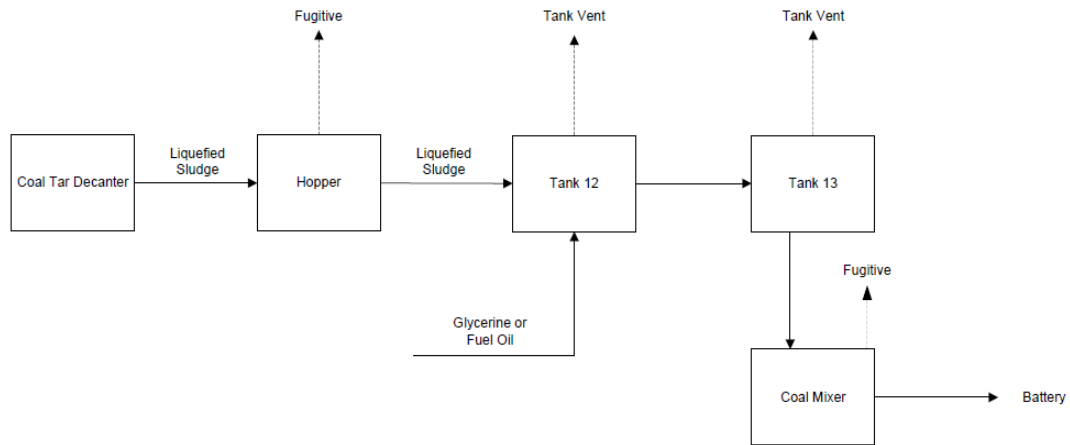 Fugitive
Tank Vent
Tank Vent
Coal Tar Decanter
Liquefied
Sludge
Hopper
Liquefied
Sludge
Tank 12
Tank 13
Fugitive
Glycerine or
Fuel Oil
Coal Mixer
Battery